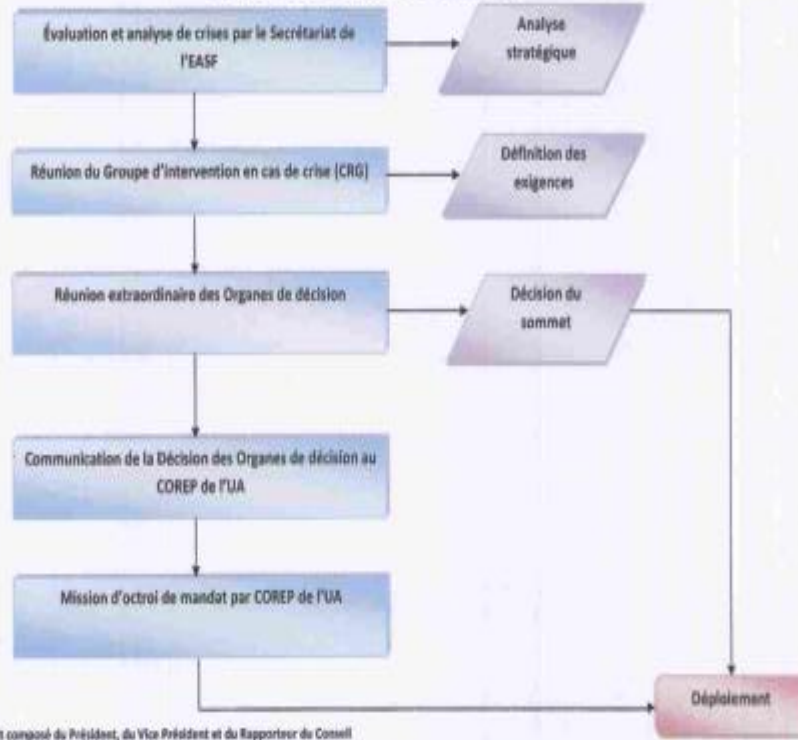 Évaluation et analyse de crises par le Secrétariat de
l'EASF
Analyse
stratégique
Réunion du Groupe d'intervention en cas de crise (CRG)
Définition des
exigences
Réunion extraordinaire des Organes de décision
Décision du
sommet
Communication de la Décision des Organes de décision au
COREP de l'UA
Mission d'octroi de mandat par COREP de l'UA
Déploiement
t composé du Président, du Vice Président et du Rapporteur du Conseil